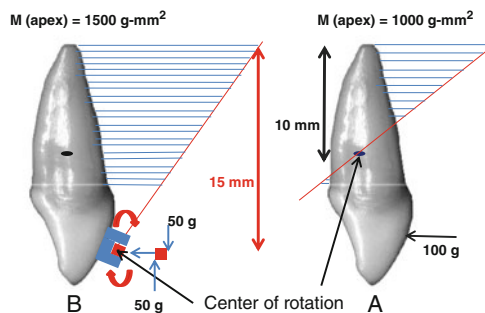 M (apex) = 1500 g-mm²
M (apex) = 1000 g-mm²
10 mm
15 mm
50 g
100 g
50 g
B
Center of rotation
A